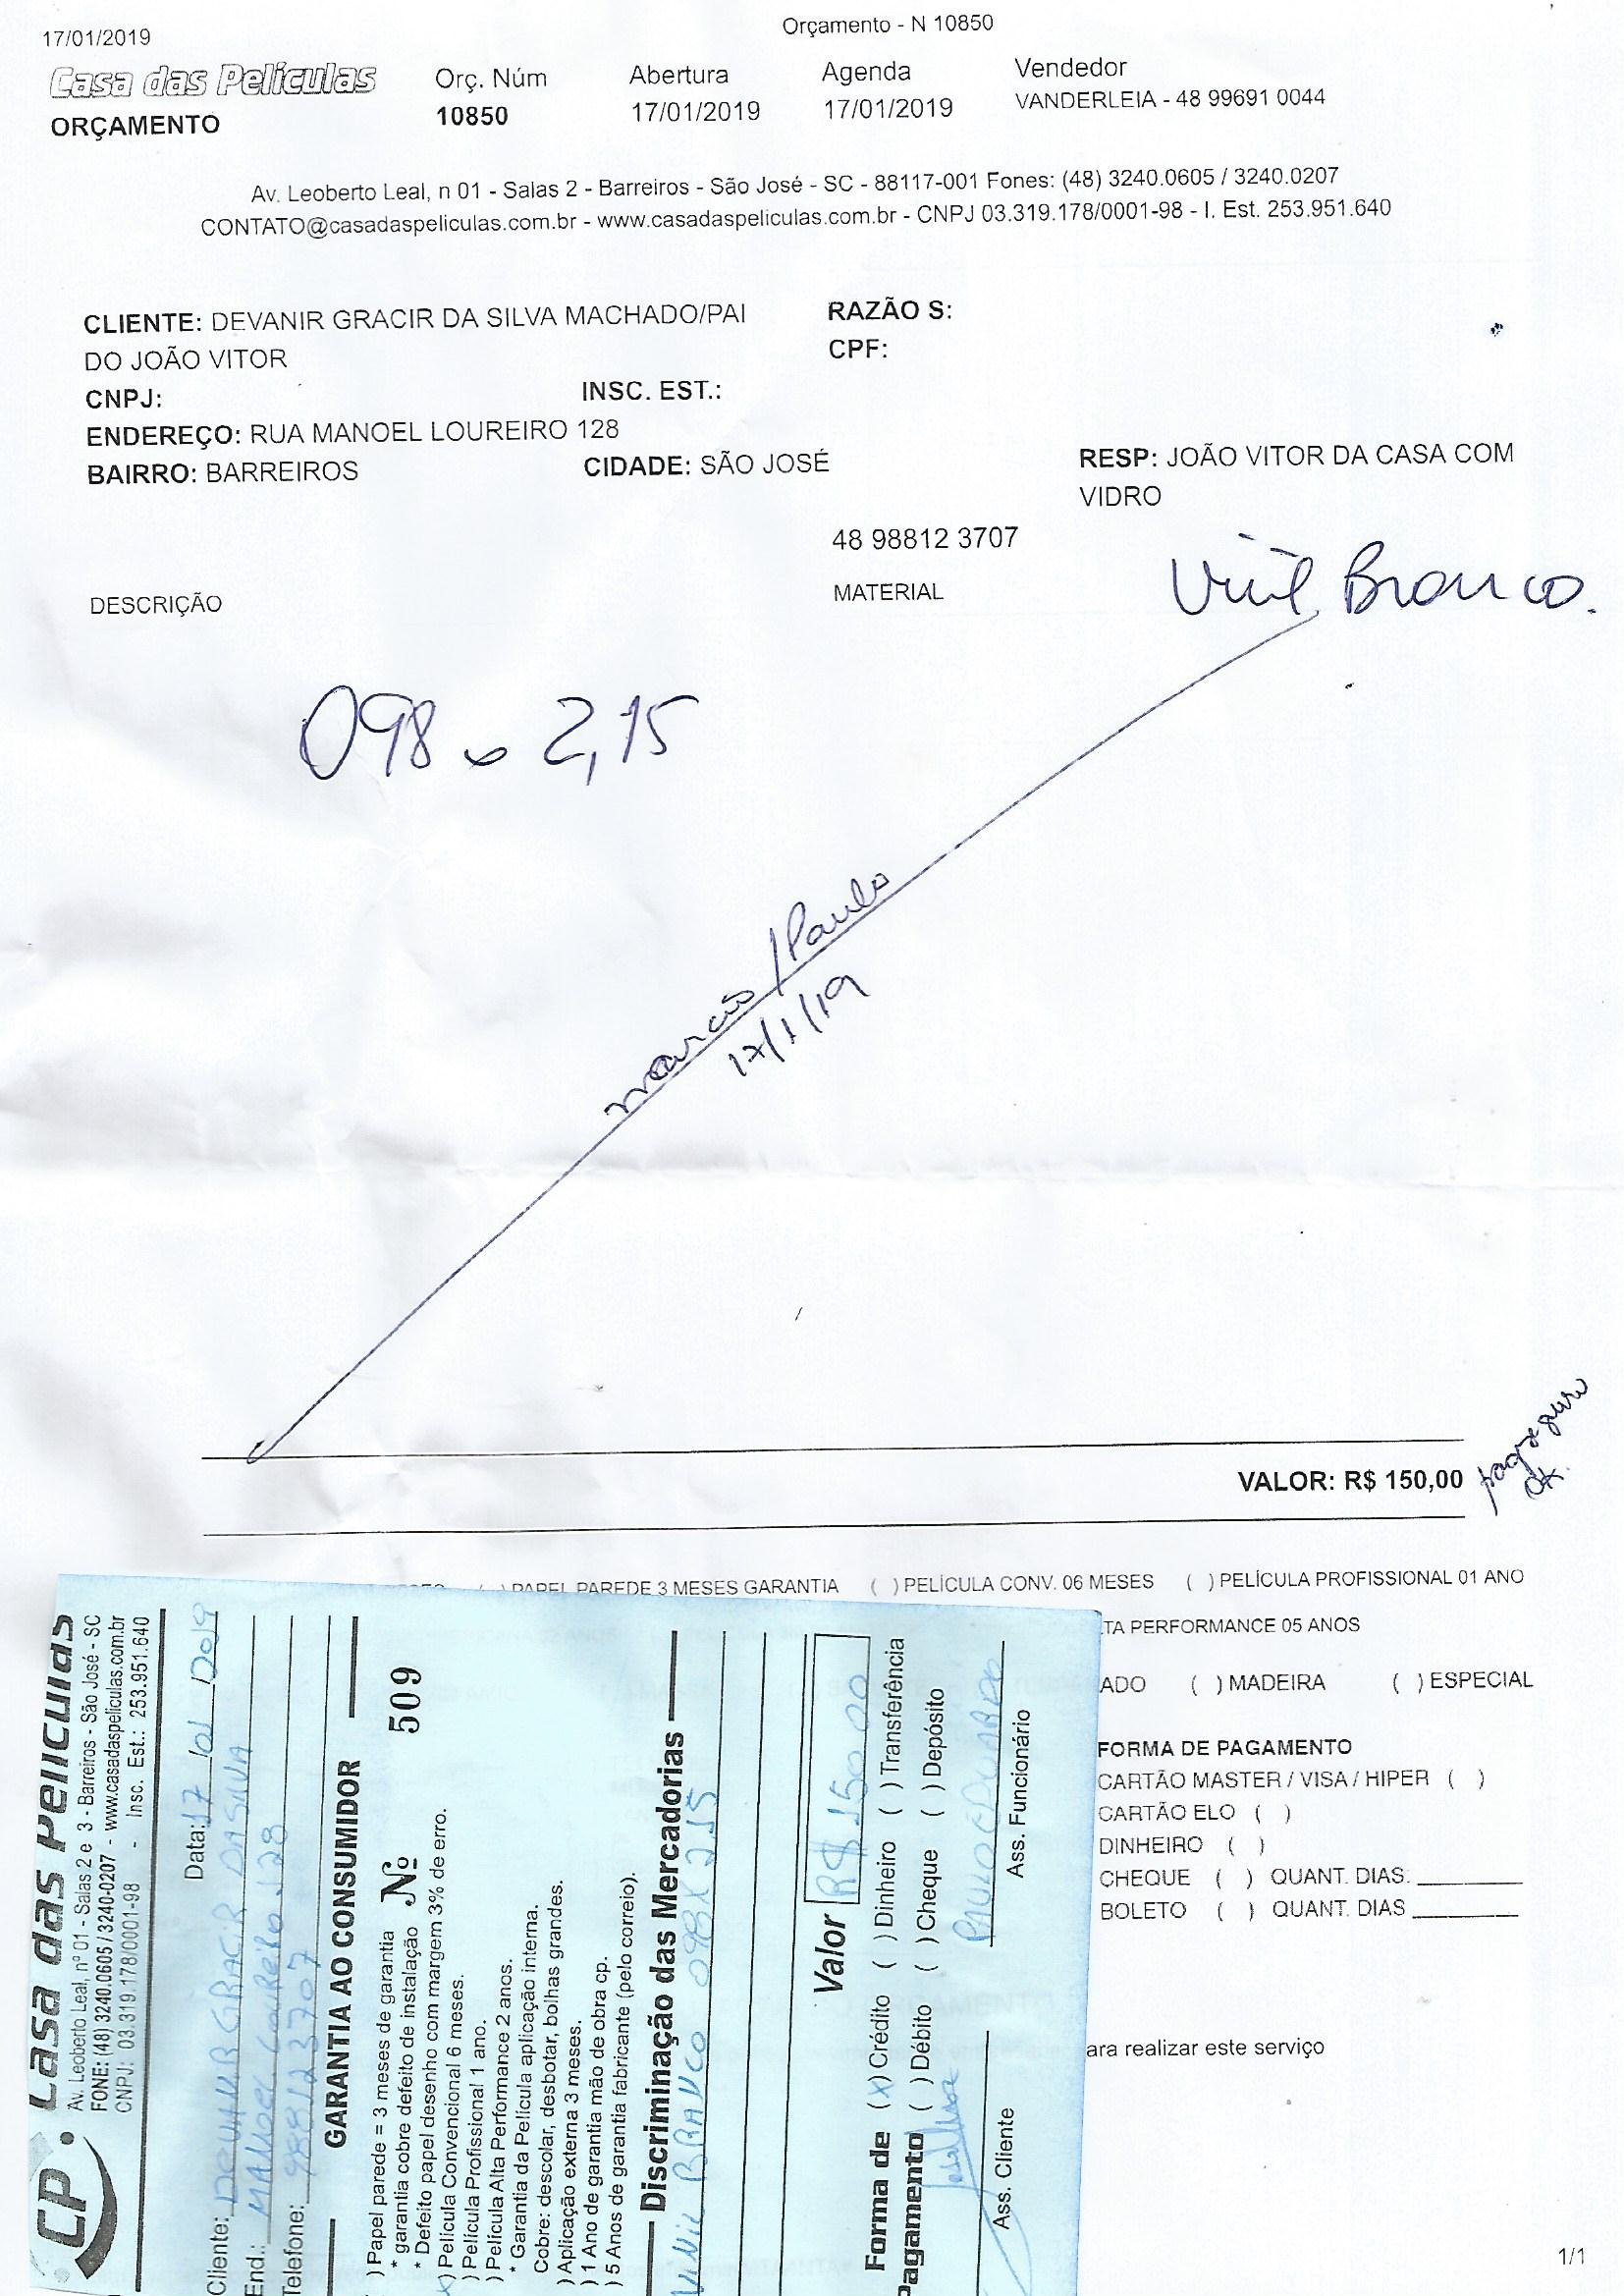 17/01/2019
Orçamento - N 10850
Casa das Películas
ORÇAMENTO
Orç. Núm
10850
Abertura
17/01/2019
Agenda
17/01/2019
Vendedor
VANDERLEIA - 48 99691 0044
Av. Leoberto Leal, n 01 - Salas 2 - Barreiros - São José - SC - 88117-001 Fones: (48) 3240.0605 / 3240.0207
CONTATO@casadaspeliculas.com.br - www.casadaspeliculas.com.br - CNPJ 03.319.178/0001-98 - I. Est. 253.951.640
CLIENTE: DEVANIR GRACIR DA SILVA MACHADO/PAI
DO JOÃO VITOR
RAZÃO S:
CPF:
CNPJ:
INSC. EST.:
ENDEREÇO: RUA MANOEL LOUREIRO 128
BAIRRO: BARREIROS
CIDADE: SÃO JOSÉ
RESP: JOÃO VITOR DA CASA COM
VIDRO
48 98812 3707
DESCRIÇÃO
MATERIAL
Vinil Branco.
098 x 2,15
marcos/Paulo
17/1/19
VALOR: R$ 150,00
pagseguro
ok.
( ) PAPEL PAREDE 3 MESES GARANTIA ( ) PELÍCULA CONV. 06 MESES ( ) PELÍCULA PROFISSIONAL 01 ANO
LTA PERFORMANCE 05 ANOS
ADO ( ) MADEIRA ( ) ESPECIAL
FORMA DE PAGAMENTO
CARTÃO MASTER / VISA / HIPER ( )
CARTÃO ELO ( )
DINHEIRO ( )
CHEQUE ( ) QUANT. DIAS.
BOLETO ( ) QUANT. DIAS
ara realizar este serviço
1/1
CP. Casa das Películas
Av. Leoberto Leal, nº 01 - Salas 2 e 3 - Barreiros - São José - SC
FONE: (48) 3240.0605 / 3240-0207 - www.casadaspeliculas.com.br
CNPJ: 03.319.178/0001-98 - Insc. Est.: 253.951.640
Data: 17 01 2019
Cliente: GRACIR DA SILVA
End.: MANOEL LOUREIRO 128
Telefone: 988123707
GARANTIA AO CONSUMIDOR
) Papel parede = 3 meses de garantia
* garantia cobre defeito de instalação
Nº 509
* Defeito papel desenho com margem 3% de erro.
x) Película Convencional 6 meses.
) Película Profissional 1 ano.
) Película Alta Performance 2 anos.
* Garantia da Película aplicação interna.
Cobre: descolar, desbotar, bolhas grandes.
) Aplicação externa 3 meses.
) 1 Ano de garantia mão de obra cp.
) 5 Anos de garantia fabricante (pelo correio).
Discriminação das Mercadorias
VINIL BRANCO 098X215
Valor R$ 150,00
Forma de Pagamento
(x) Crédito ( ) Dinheiro ( ) Transferência
( ) Débito ( ) Cheque ( ) Depósito
PAULO EDUARDO
Ass. Cliente
Ass. Funcionário